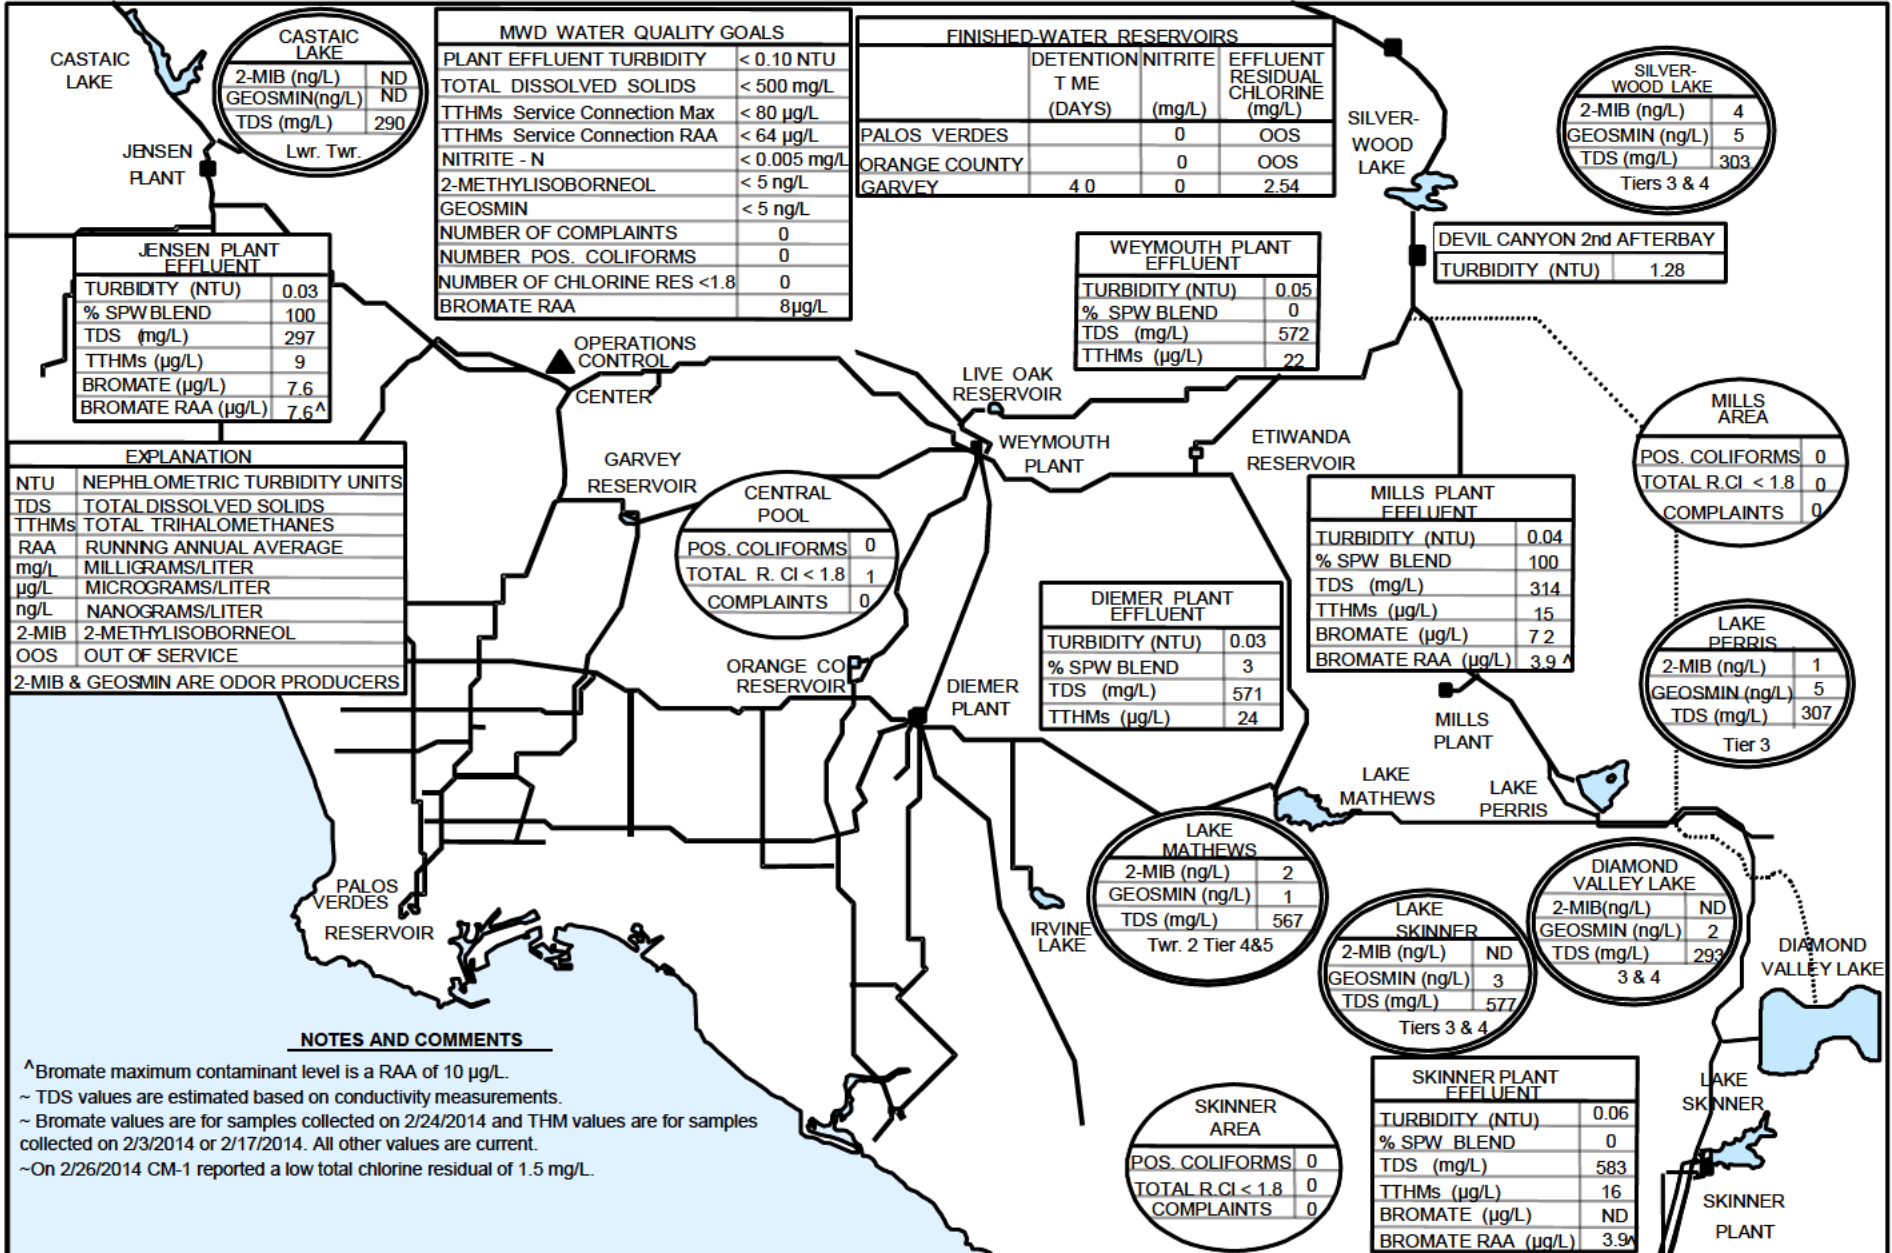 CASTAIC
LAKE
CASTAIC
LAKE
2-MIB (ng/L) ND
GEOSMIN(ng/L) ND
TDS (mg/L) 290
Lwr. Twr.
JENSEN
PLANT
MWD WATER QUALITY GOALS
PLANT EFFLUENT TURBIDITY < 0.10 NTU
TOTAL DISSOLVED SOLIDS < 500 mg/L
TTHMs Service Connection Max < 80 µg/L
TTHMs Service Connection RAA < 64 µg/L
NITRITE - N < 0.005 mg/L
2-METHYLISOBORNEOL < 5 ng/L
GEOSMIN < 5 ng/L
NUMBER OF COMPLAINTS 0
NUMBER POS. COLIFORMS 0
NUMBER OF CHLORINE RES <1.8 0
BROMATE RAA 8µg/L
FINISHED-WATER RESERVOIRS
DETENTION NITRITE EFFLUENT
T ME RESIDUAL
CHLORINE
(DAYS) (mg/L) (mg/L)
PALOS VERDES 0 OOS
ORANGE COUNTY 0 OOS
GARVEY 4 0 0 2.54
SILVER-
WOOD
LAKE
SILVER-
WOOD LAKE
2-MIB (ng/L) 4
GEOSMIN (ng/L) 5
TDS (mg/L) 303
Tiers 3 & 4
DEVIL CANYON 2nd AFTERBAY
TURBIDITY (NTU) 1.28
JENSEN PLANT
EFFLUENT
TURBIDITY (NTU) 0.03
% SPW BLEND 100
TDS (mg/L) 297
TTHMs (µg/L) 9
BROMATE (µg/L) 7.6
BROMATE RAA (µg/L) 7.6^
WEYMOUTH PLANT
EFFLUENT
TURBIDITY (NTU) 0.05
% SPW BLEND 0
TDS (mg/L) 572
TTHMs (µg/L) 22
OPERATIONS
CONTROL
CENTER
LIVE OAK
RESERVOIR
WEYMOUTH
PLANT
ETIWANDA
RESERVOIR
MILLS
AREA
POS. COLIFORMS 0
TOTAL R.Cl < 1.8 0
COMPLAINTS 0
EXPLANATION
NTU NEPHELOMETRIC TURBIDITY UNITS
TDS TOTAL DISSOLVED SOLIDS
TTHMs TOTAL TRIHALOMETHANES
RAA RUNNING ANNUAL AVERAGE
mg/L MILLIGRAMS/LITER
µg/L MICROGRAMS/LITER
ng/L NANOGRAMS/LITER
2-MIB 2-METHYLISOBORNEOL
OOS OUT OF SERVICE
2-MIB & GEOSMIN ARE ODOR PRODUCERS
GARVEY
RESERVOIR
CENTRAL
POOL
POS. COLIFORMS 0
TOTAL R. Cl < 1.8 1
COMPLAINTS 0
MILLS PLANT
EFFLUENT
TURBIDITY (NTU) 0.04
% SPW BLEND 100
TDS (mg/L) 314
TTHMs (µg/L) 15
BROMATE (µg/L) 7 2
BROMATE RAA (µg/L) 3.9 ^
DIEMER PLANT
EFFLUENT
TURBIDITY (NTU) 0.03
% SPW BLEND 3
TDS (mg/L) 571
TTHMs (µg/L) 24
LAKE
PERRIS
2-MIB (ng/L) 1
GEOSMIN (ng/L) 5
TDS (mg/L) 307
Tier 3
ORANGE CO
RESERVOIR
DIEMER
PLANT
MILLS
PLANT
LAKE
MATHEWS
LAKE
PERRIS
LAKE
MATHEWS
2-MIB (ng/L) 2
GEOSMIN (ng/L) 1
TDS (mg/L) 567
Twr. 2 Tier 4&5
DIAMOND
VALLEY LAKE
2-MIB(ng/L) ND
GEOSMIN (ng/L) 2
TDS (mg/L) 293
3 & 4
PALOS
VERDES
RESERVOIR
IRVINE
LAKE
LAKE
SKINNER
2-MIB (ng/L) ND
GEOSMIN (ng/L) 3
TDS (mg/L) 577
Tiers 3 & 4
DIAMOND
VALLEY LAKE
NOTES AND COMMENTS
^Bromate maximum contaminant level is a RAA of 10 µg/L.
~ TDS values are estimated based on conductivity measurements.
~ Bromate values are for samples collected on 2/24/2014 and THM values are for samples
collected on 2/3/2014 or 2/17/2014. All other values are current.
~On 2/26/2014 CM-1 reported a low total chlorine residual of 1.5 mg/L.
SKINNER
AREA
POS. COLIFORMS 0
TOTAL R.Cl < 1.8 0
COMPLAINTS 0
SKINNER PLANT
EFFLUENT
TURBIDITY (NTU) 0.06
% SPW BLEND 0
TDS (mg/L) 583
TTHMs (µg/L) 16
BROMATE (µg/L) ND
BROMATE RAA (µg/L) 3.9^
LAKE
SKINNER
SKINNER
PLANT